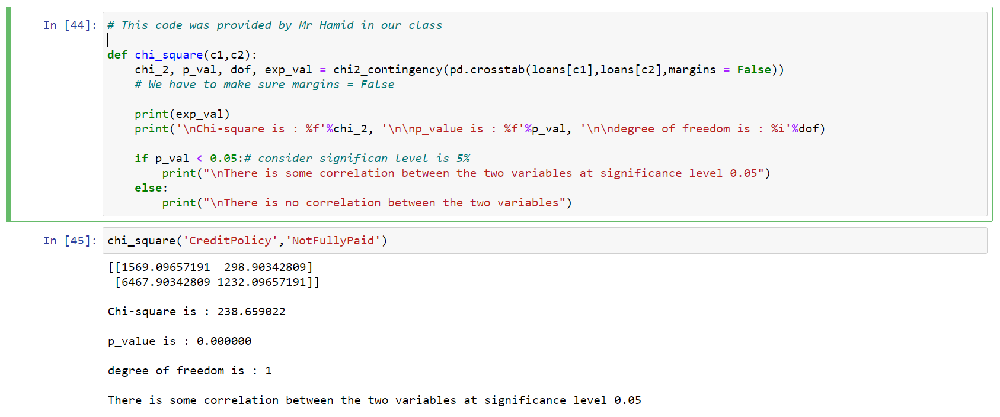 In [44]: # This code was provided by Mr Hamid in our class
def chi_square(c1,c2):
    chi_2, p_val, dof, exp_val = chi2_contingency(pd.crosstab(loans[c1],loans[c2],margins = False))
    # We have to make sure margins = False
    print(exp_val)
    print('\nChi-square is : %f'%chi_2, '\n\np_value is : %f'%p_val, '\n\ndegree of freedom is : %i'%dof)
    if p_val < 0.05:# consider significan level is 5%
        print("\nThere is some correlation between the two variables at significance level 0.05")
    else:
        print("\nThere is no correlation between the two variables")
In [45]: chi_square('CreditPolicy','NotFullyPaid')
[[1569.09657191  298.90342809]
 [6467.90342809 1232.09657191]]
Chi-square is : 238.659022
p_value is : 0.000000
degree of freedom is : 1
There is some correlation between the two variables at significance level 0.05